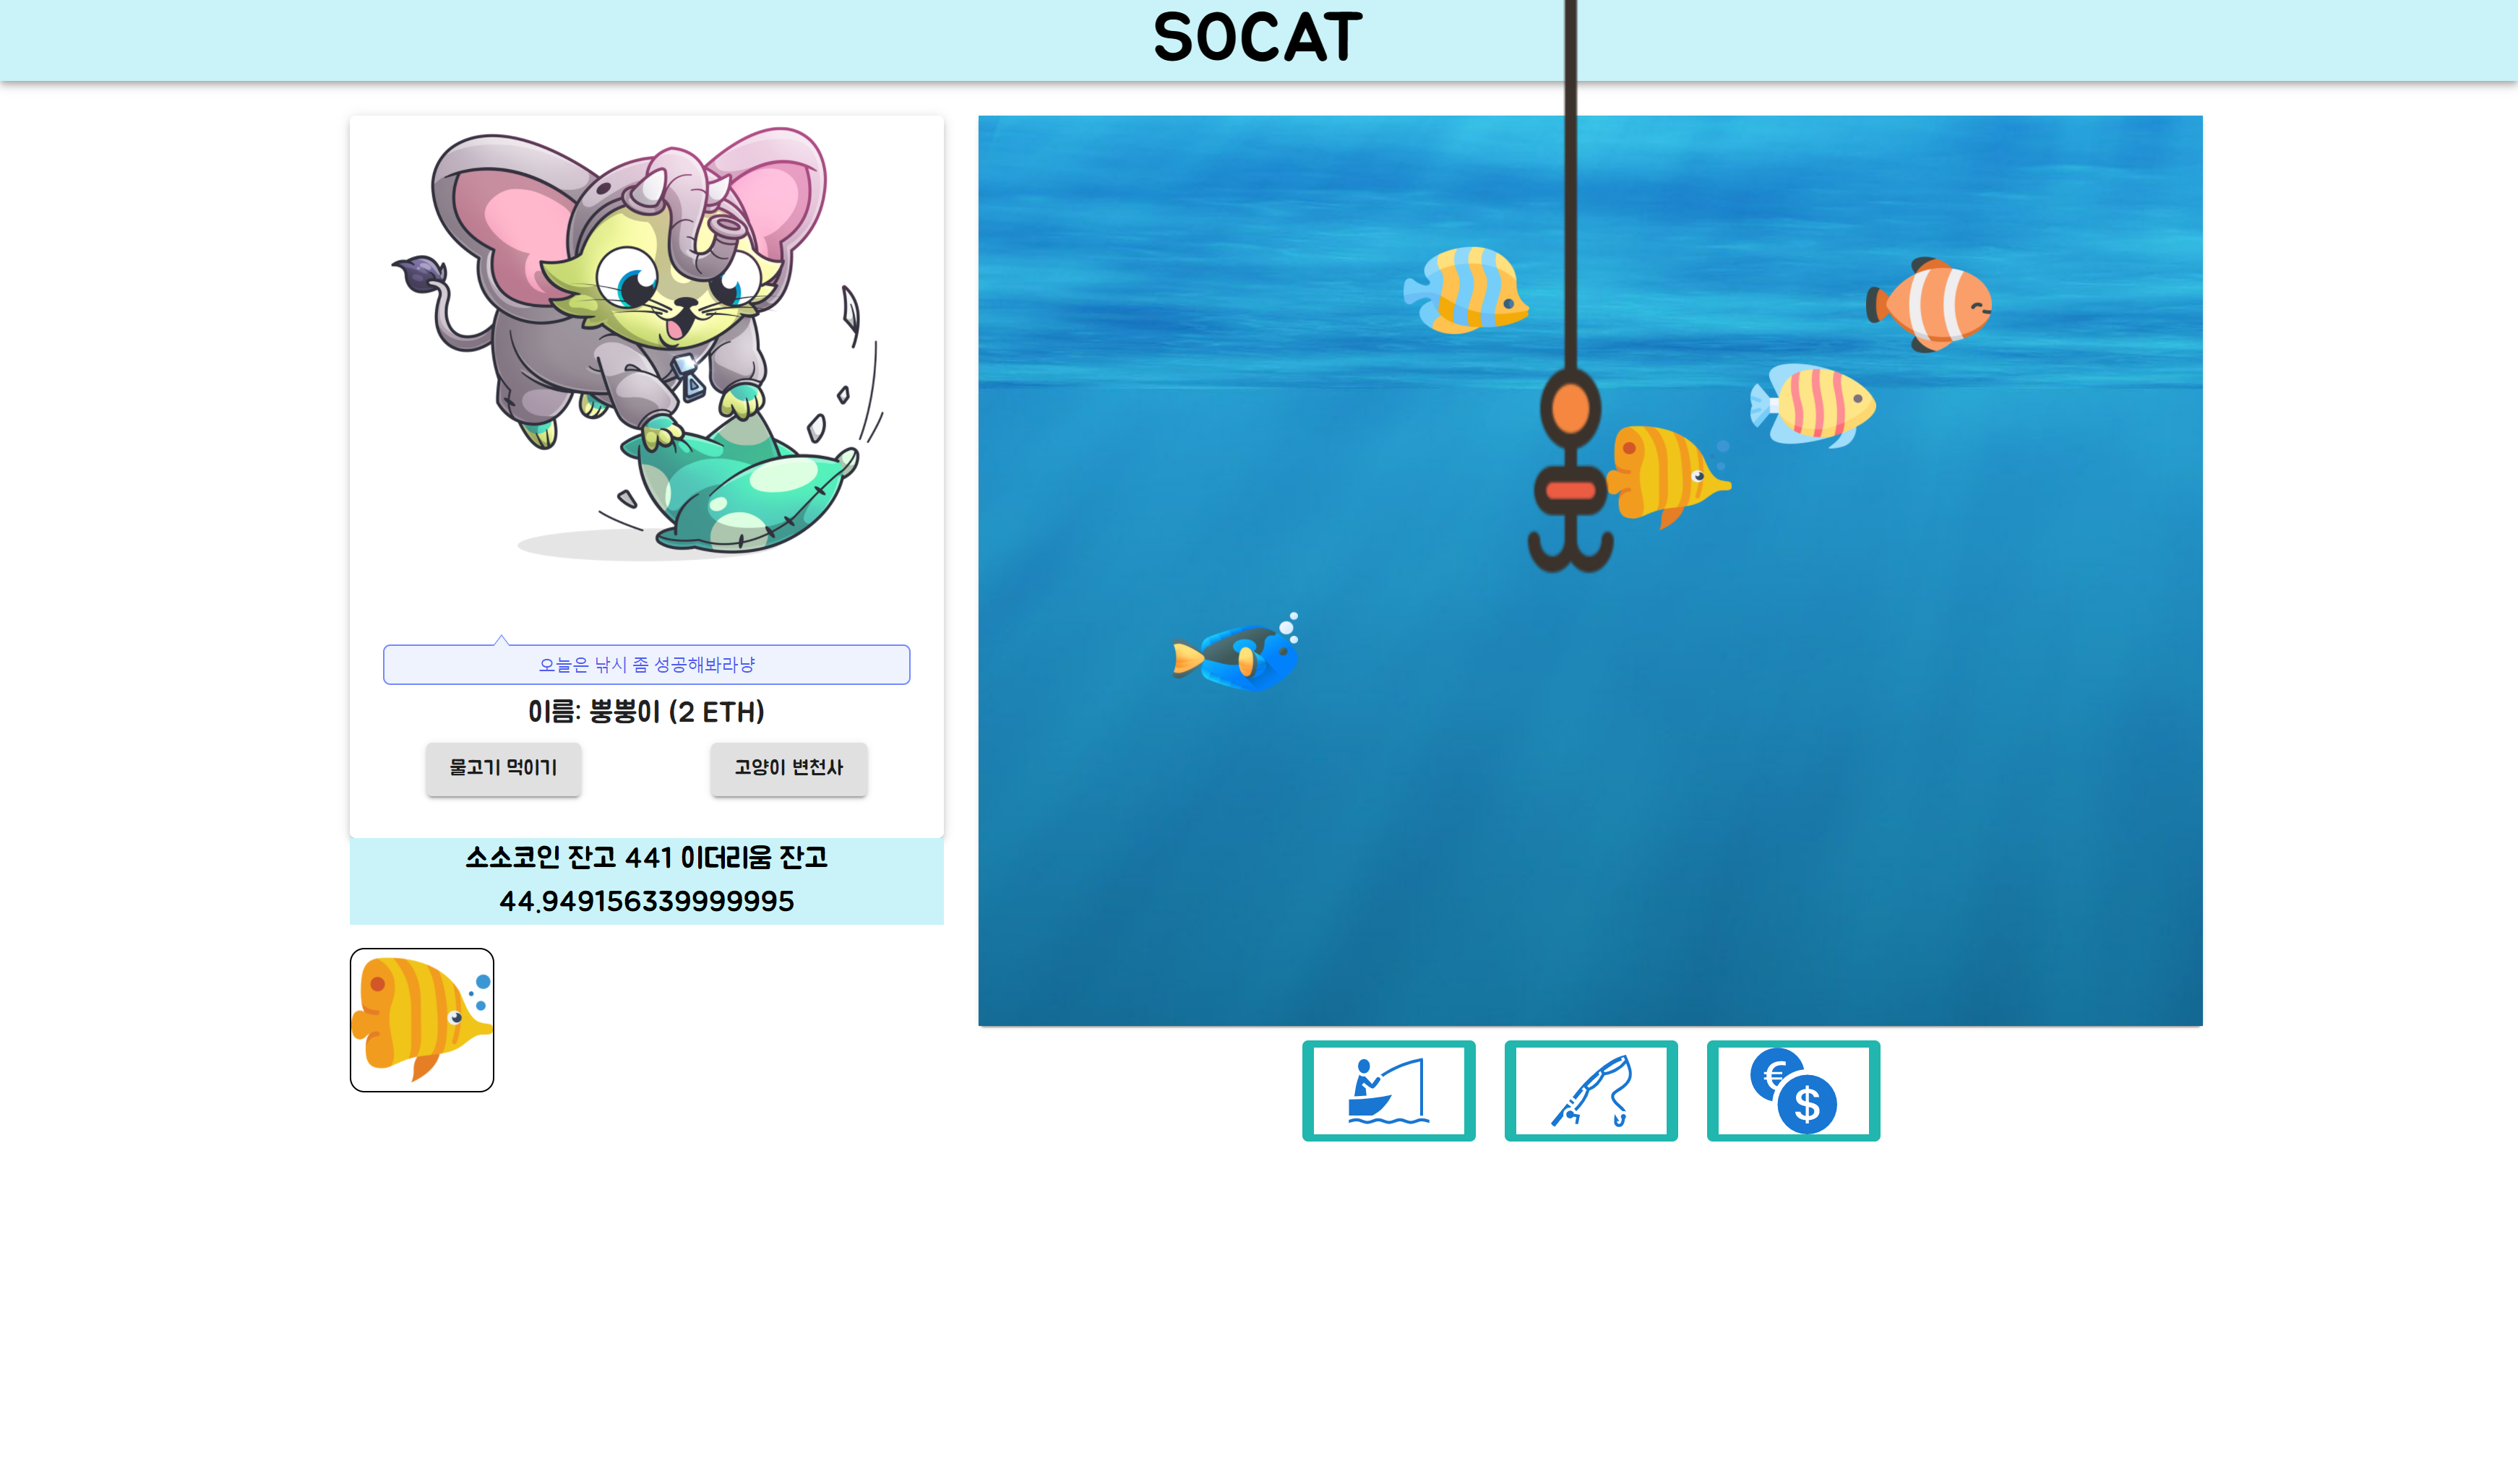 SOCAT
오늘은 낚시 좀 성공해봐라냥
이름: 뿡뿡이 (2 ETH)
물고기 먹이기
고양이 변천사
소소코인 잔고 441 이더리움 잔고
44.949156339999995
€
$